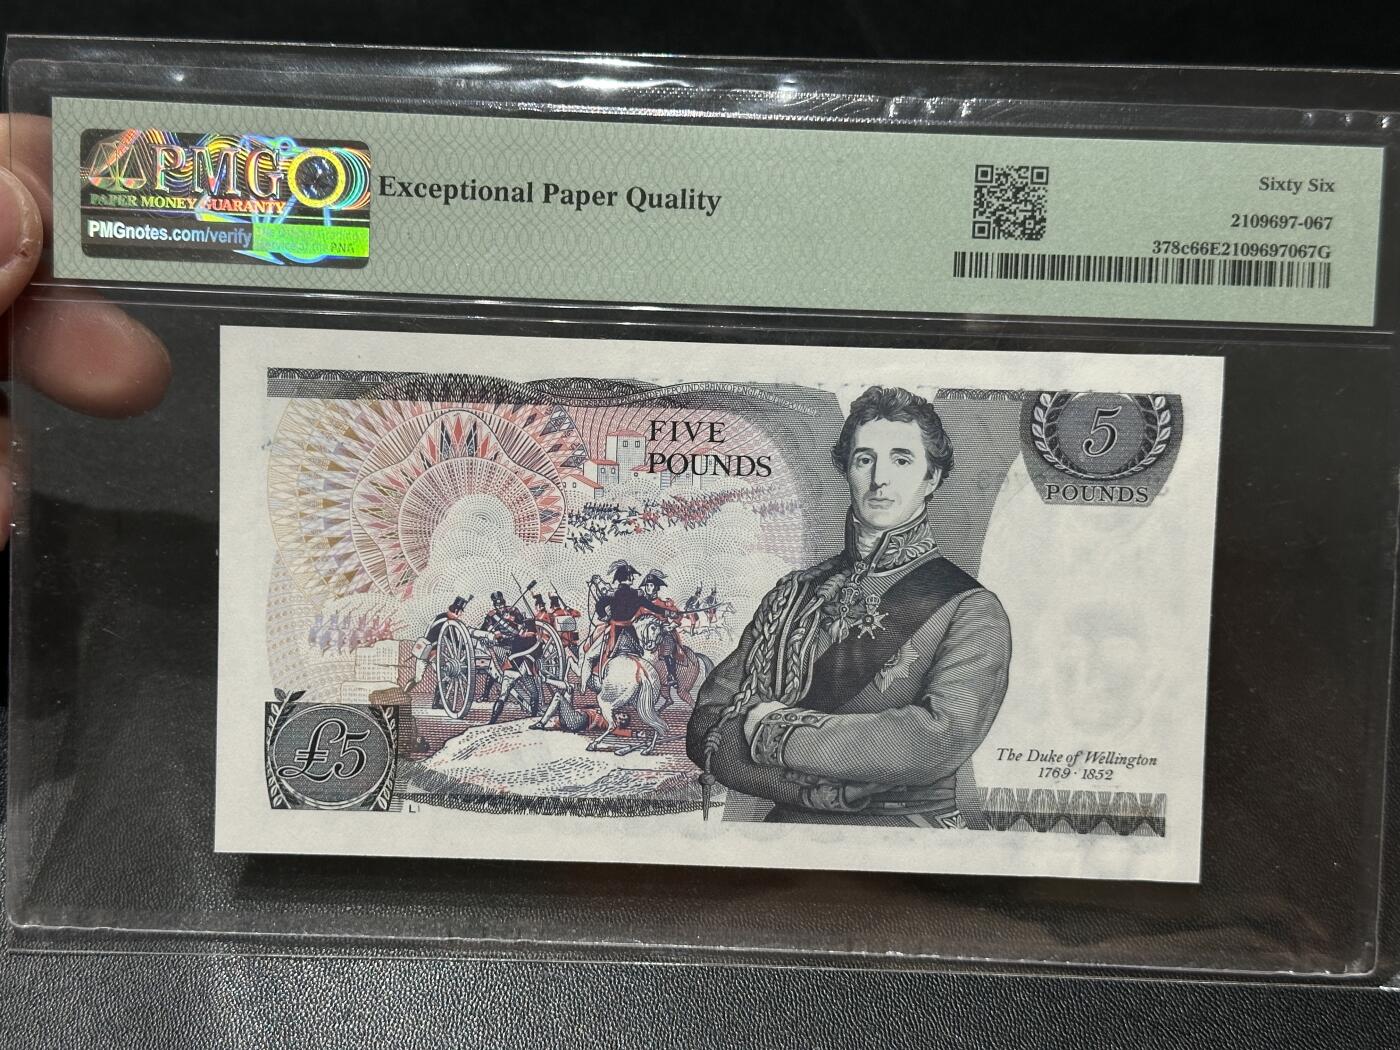 PMG
PAPER MONEY GUARANTY
PMGnotes.com/verify
Exceptional Paper Quality
Sixty Six
2109697-067
378c66E2109697067G
FIVE
POUNDS
5
POUNDS
£5
L
The Duke of Wellington
1769·1852